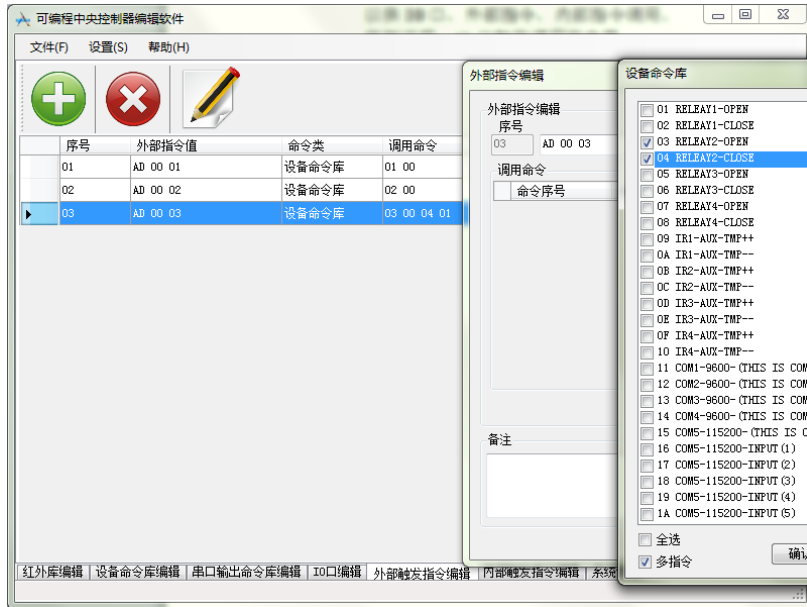 可编程中央控制器编辑软件
文件(F) 设置(S) 帮助(H)
序号 外部指令值 命令类 调用命令
01 AD 00 01 设备命令库 01 00
02 AD 00 02 设备命令库 02 00
03 AD 00 03 设备命令库 03 00 04 01
红外库编辑 设备命令库编辑 串口输出命令库编辑 IO口编辑 外部触发指令编辑 内部触发指令编辑 系统
外部指令编辑
外部指令编辑
序号
03 AD 00 03
调用命令
命令序号
备注
设备命令库
01 RELEAY1-OPEN
02 RELEAY1-CLOSE
03 RELEAY2-OPEN
04 RELEAY2-CLOSE
05 RELEAY3-OPEN
06 RELEAY3-CLOSE
07 RELEAY4-OPEN
08 RELEAY4-CLOSE
09 IR1-AUX-TMP++
0A IR1-AUX-TMP--
0B IR2-AUX-TMP++
0C IR2-AUX-TMP--
0D IR3-AUX-TMP++
0E IR3-AUX-TMP--
0F IR4-AUX-TMP++
10 IR4-AUX-TMP--
11 COM1-9600-(THIS IS COM
12 COM2-9600-(THIS IS COM
13 COM3-9600-(THIS IS COM
14 COM4-9600-(THIS IS COM
15 COM5-115200-(THIS IS C
16 COM5-115200-INPUT(1)
17 COM5-115200-INPUT(2)
18 COM5-115200-INPUT(3)
19 COM5-115200-INPUT(4)
1A COM5-115200-INPUT(5)
全选
多指令
确认